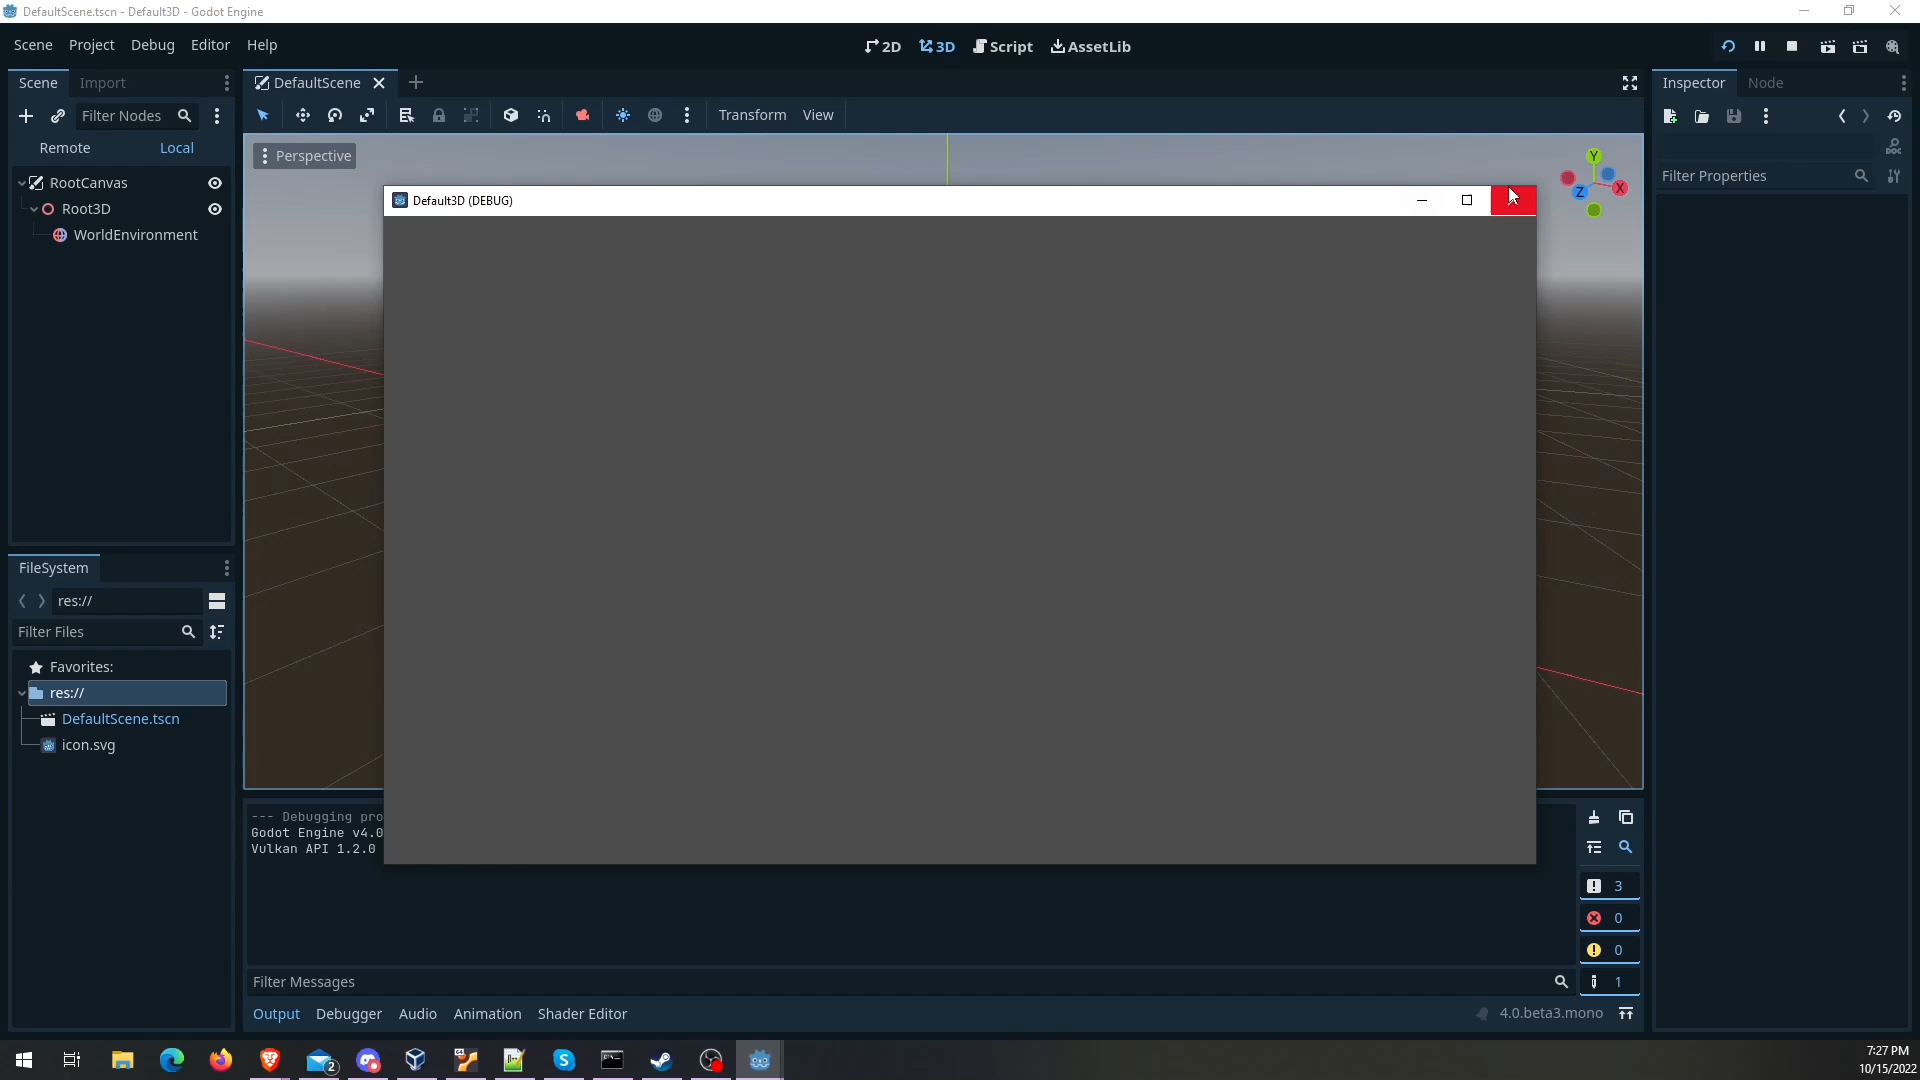 DefaultScene.tscn - Default3D - Godot Engine
Scene Project Debug Editor Help
2D 3D Script AssetLib
Scene Import
DefaultScene
Inspector Node
Filter Nodes
Transform View
Remote Local
Perspective
Filter Properties
RootCanvas
Root3D
WorldEnvironment
Y
X
Z
Default3D (DEBUG)
FileSystem
res://
Filter Files
Favorites:
res://
DefaultScene.tscn
icon.svg
--- Debugging pro
Godot Engine v4.0
Vulkan API 1.2.0
3
0
0
1
Filter Messages
Output Debugger Audio Animation Shader Editor
4.0.beta3.mono
2
7:27 PM
10/15/2022